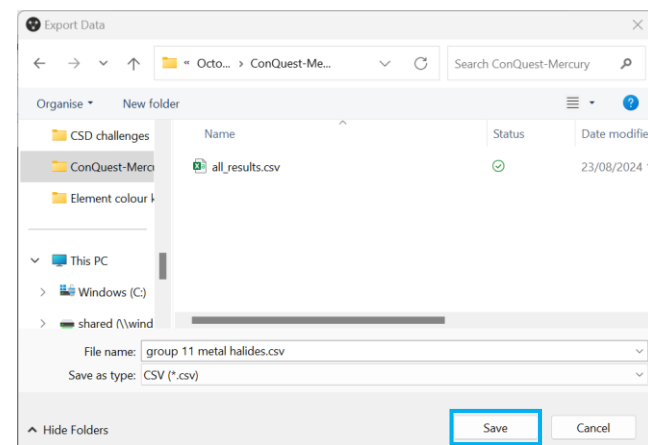 Export Data
« Octo... › ConQuest-Me...
Search ConQuest-Mercury
Organise
New folder
Name
Status
Date modifie
CSD challenges
ConQuest-Mercu
all_results.csv
23/08/2024 1
Element colour k
This PC
Windows (C:)
shared (\\wind
File name: group 11 metal halides.csv
Save as type: CSV (*.csv)
Hide Folders
Save
Cancel